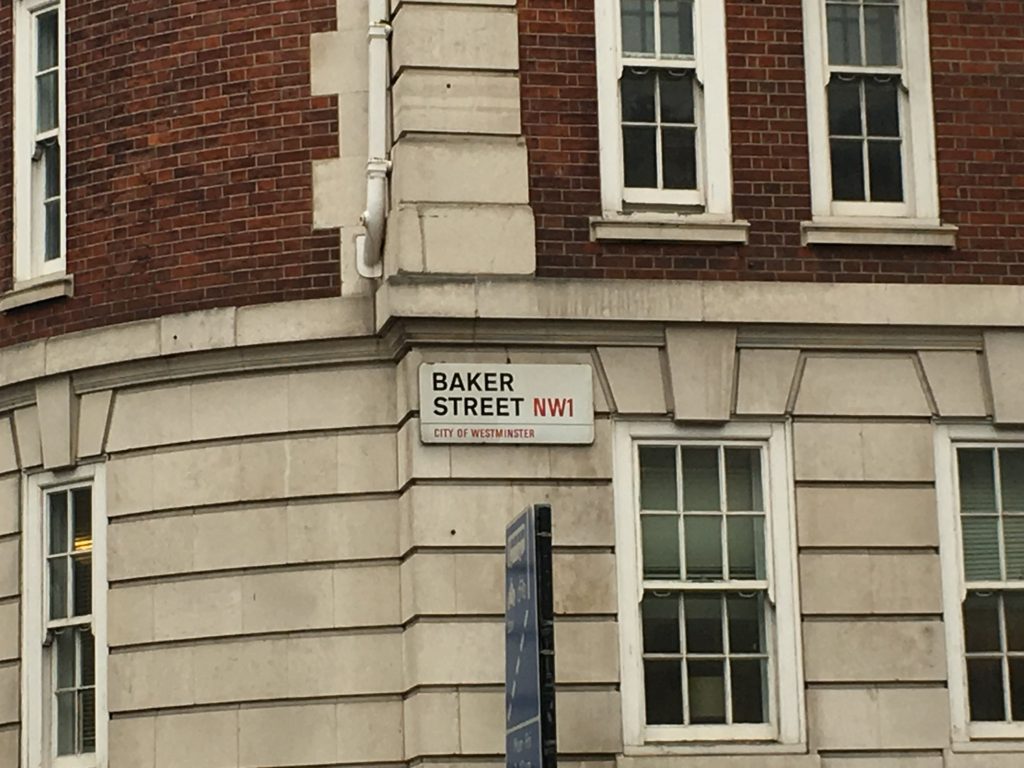 BAKER
STREET NW1
CITY OF WESTMINSTER